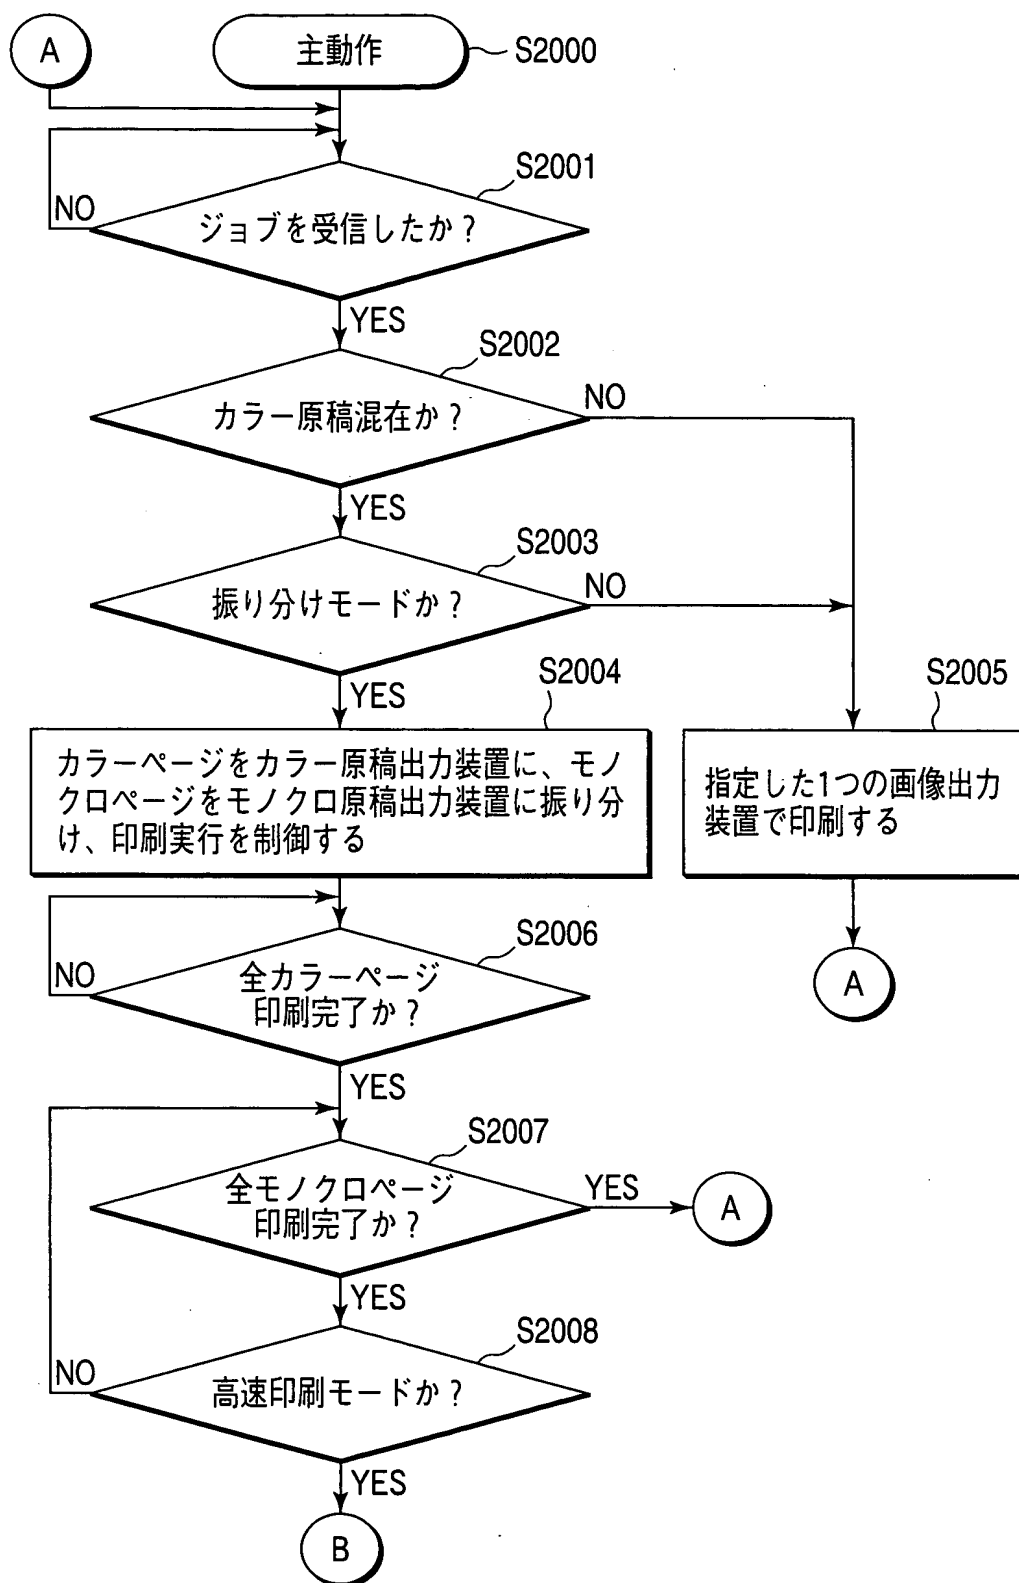 A
主動作
S2000
S2001
NO
ジョブを受信したか？
YES
S2002
NO
カラー原稿混在か？
YES
S2003
NO
振り分けモードか？
YES
S2004
S2005
カラーページをカラー原稿出力装置に、モノ
クロページをモノクロ原稿出力装置に振り分
け、印刷実行を制御する
指定した1つの画像出力
装置で印刷する
S2006
NO
全カラーページ
印刷完了か？
A
YES
S2007
全モノクロページ
印刷完了か？
YES
A
YES
S2008
NO
高速印刷モードか？
YES
B